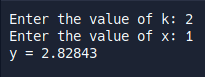 Enter the value of k: 2
Enter the value of x: 1
y = 2.82843